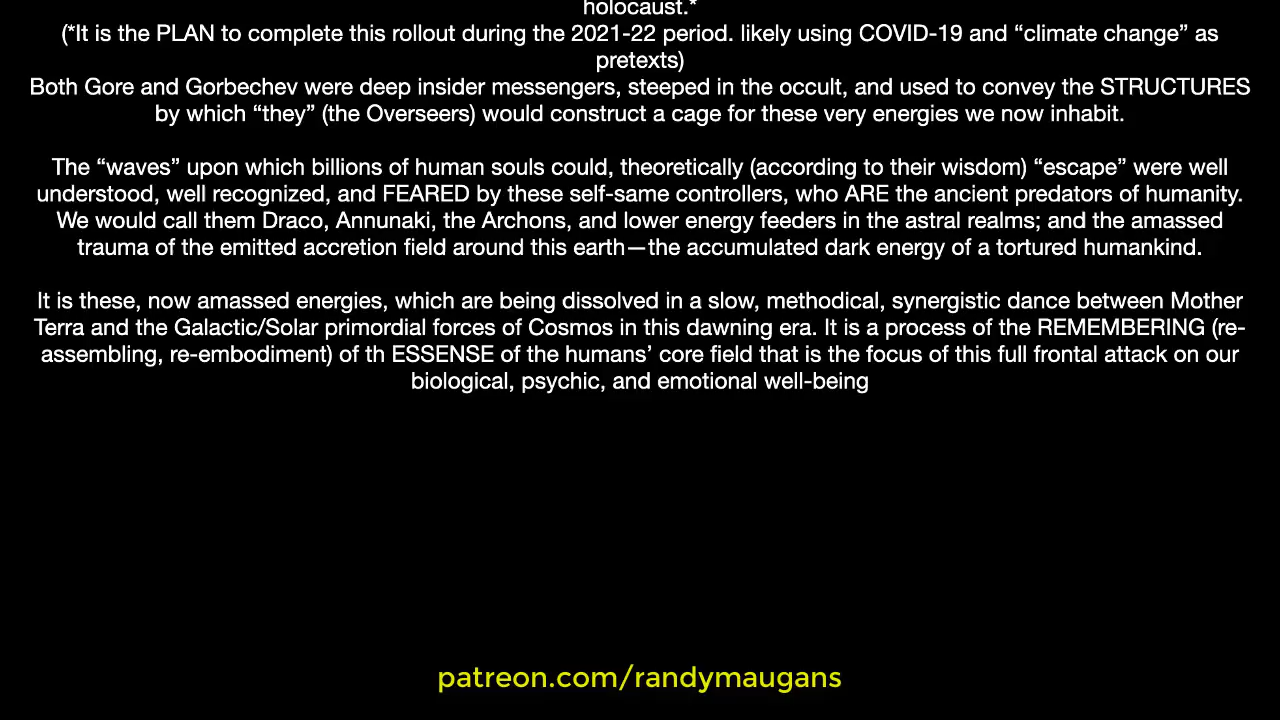 holocaust.*
(*It is the PLAN to complete this rollout during the 2021-22 period. likely using COVID-19 and “climate change” as
pretexts)
Both Gore and Gorbechev were deep insider messengers, steeped in the occult, and used to convey the STRUCTURES
by which “they” (the Overseers) would construct a cage for these very energies we now inhabit.
The “waves” upon which billions of human souls could, theoretically (according to their wisdom) “escape” were well
understood, well recognized, and FEARED by these self-same controllers, who ARE the ancient predators of humanity.
We would call them Draco, Annunaki, the Archons, and lower energy feeders in the astral realms; and the amassed
trauma of the emitted accretion field around this earth—the accumulated dark energy of a tortured humankind.
It is these, now amassed energies, which are being dissolved in a slow, methodical, synergistic dance between Mother
Terra and the Galactic/Solar primordial forces of Cosmos in this dawning era. It is a process of the REMEMBERING (re-
assembling, re-embodiment) of th ESSENSE of the humans’ core field that is the focus of this full frontal attack on our
biological, psychic, and emotional well-being
patreon.com/randymaugans